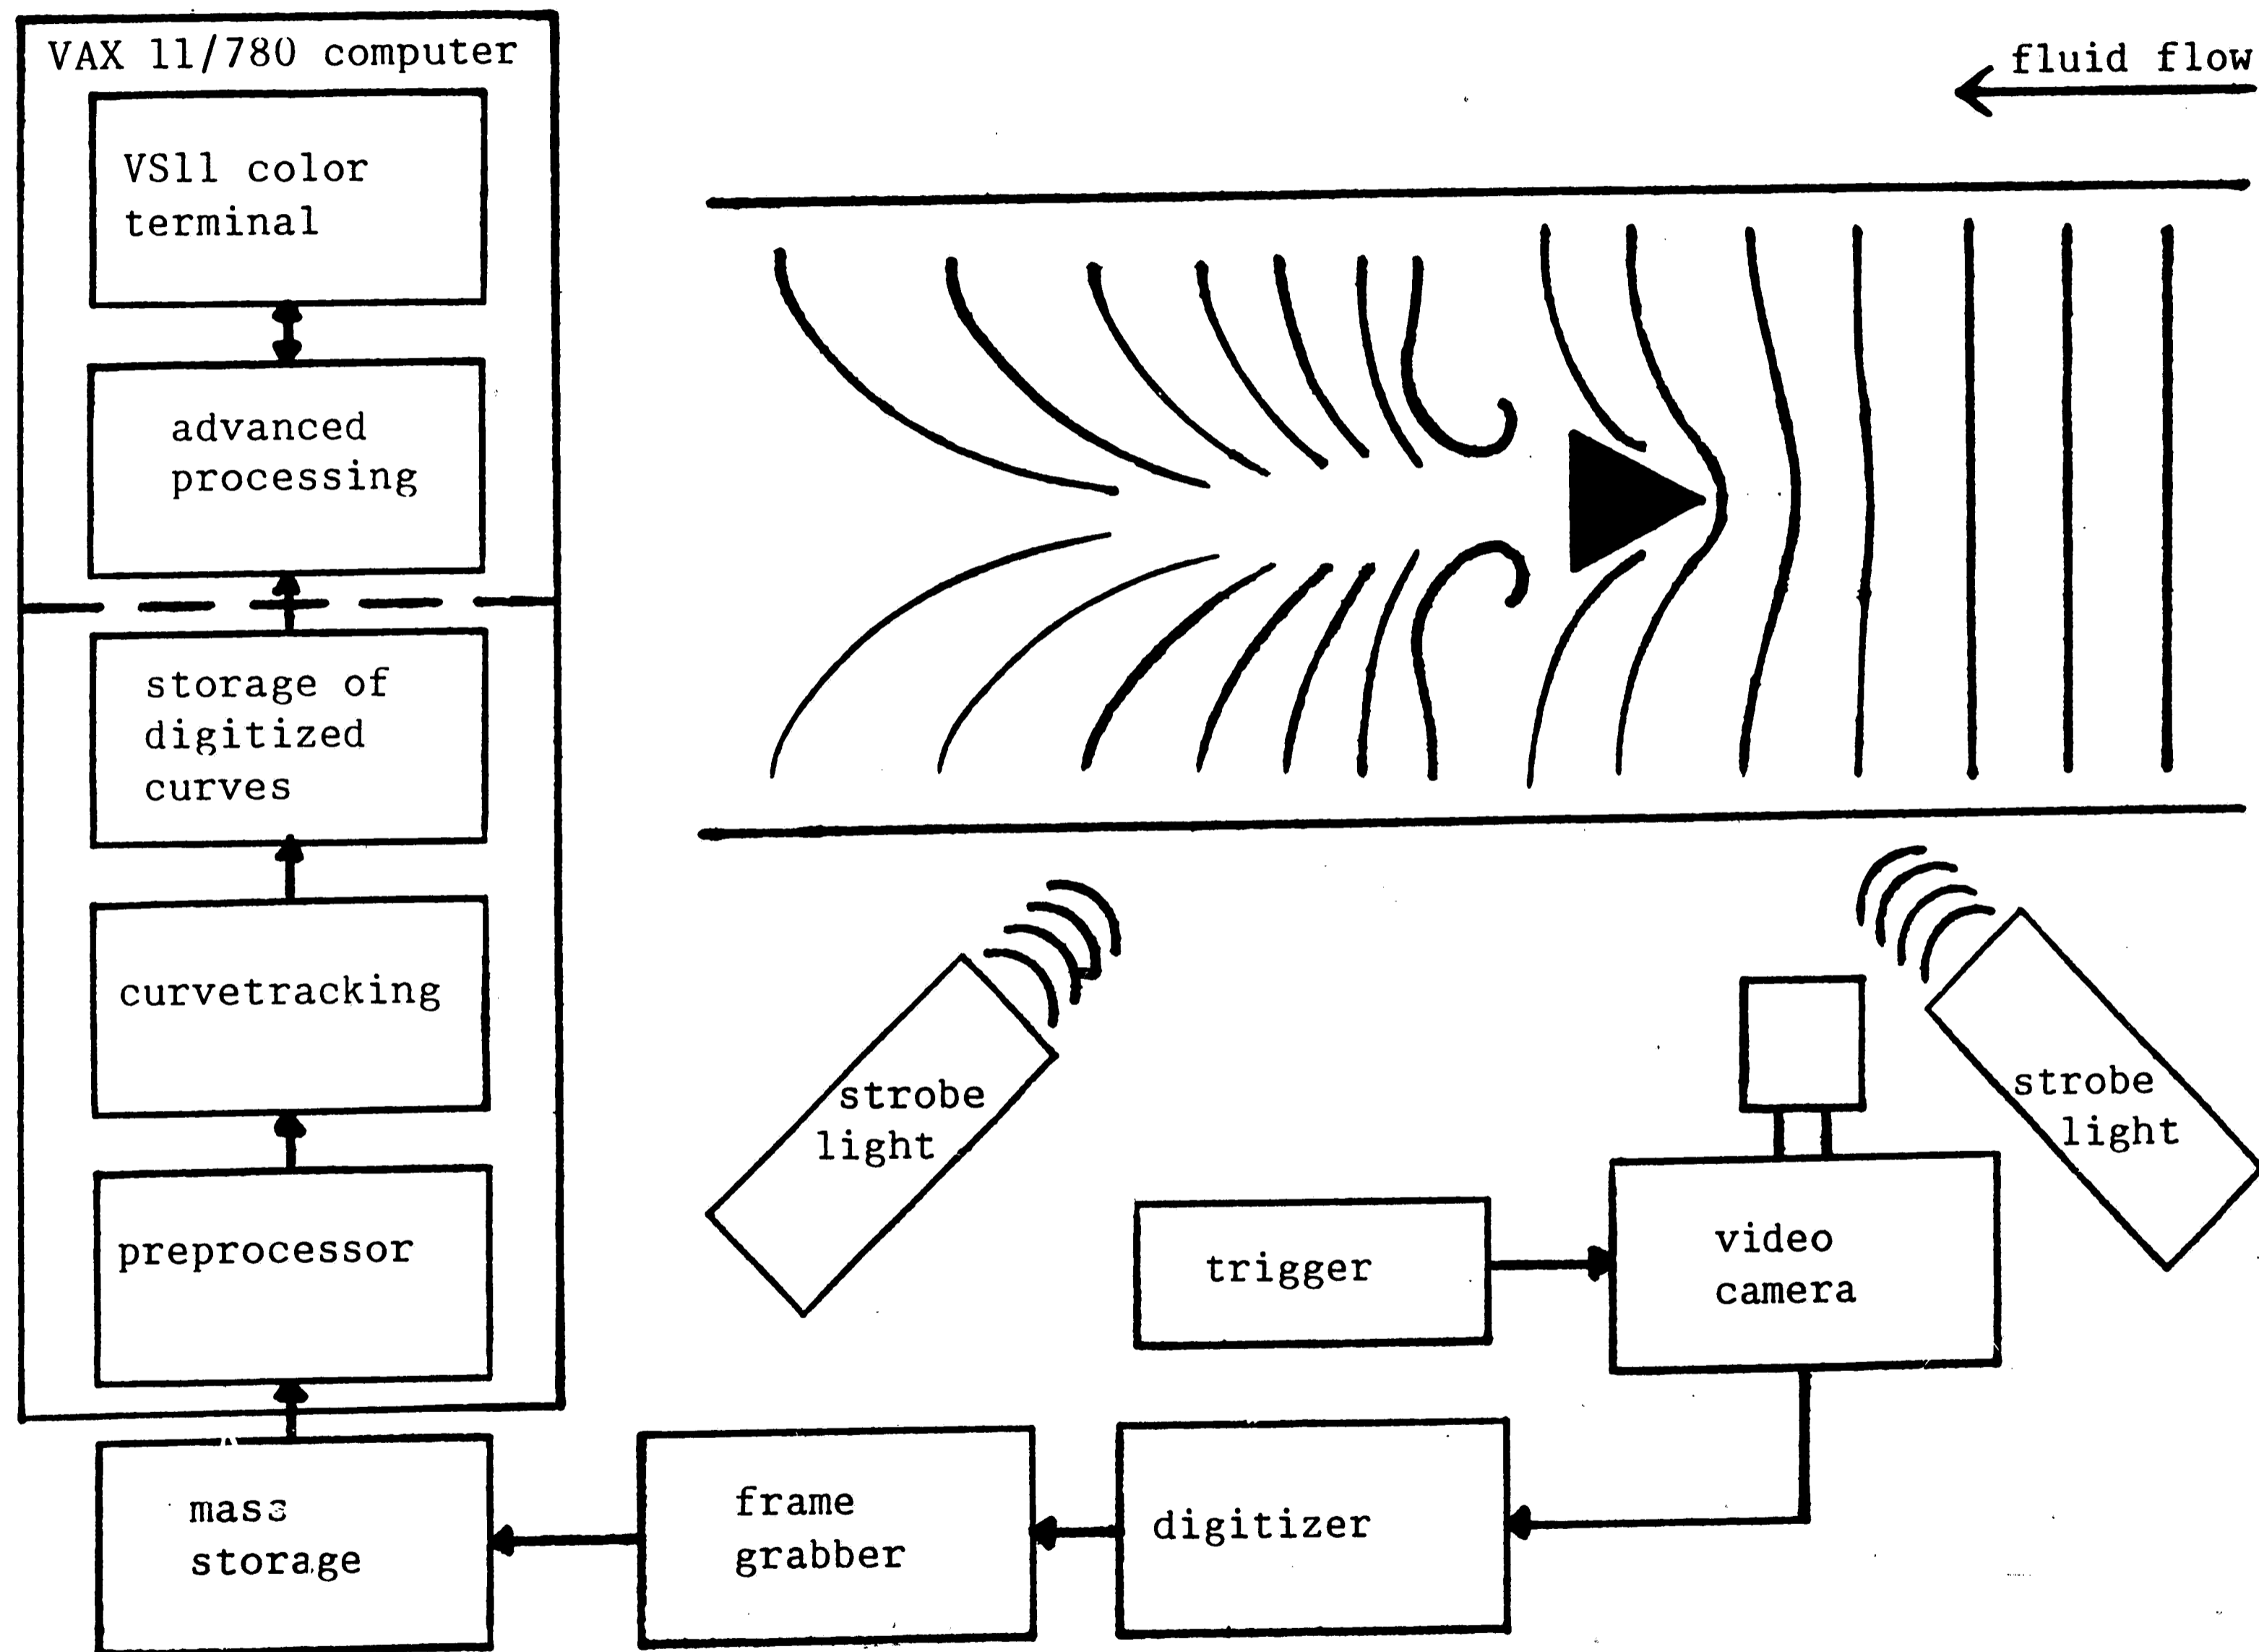 VAX 11/780 computer
fluid flow
VS11 color
terminal
advanced
processing
storage of
digitized
curves
curvetracking
preprocessor
mass
storage
frame
grabber
digitizer
trigger
video
camera
strobe
light
strobe
light